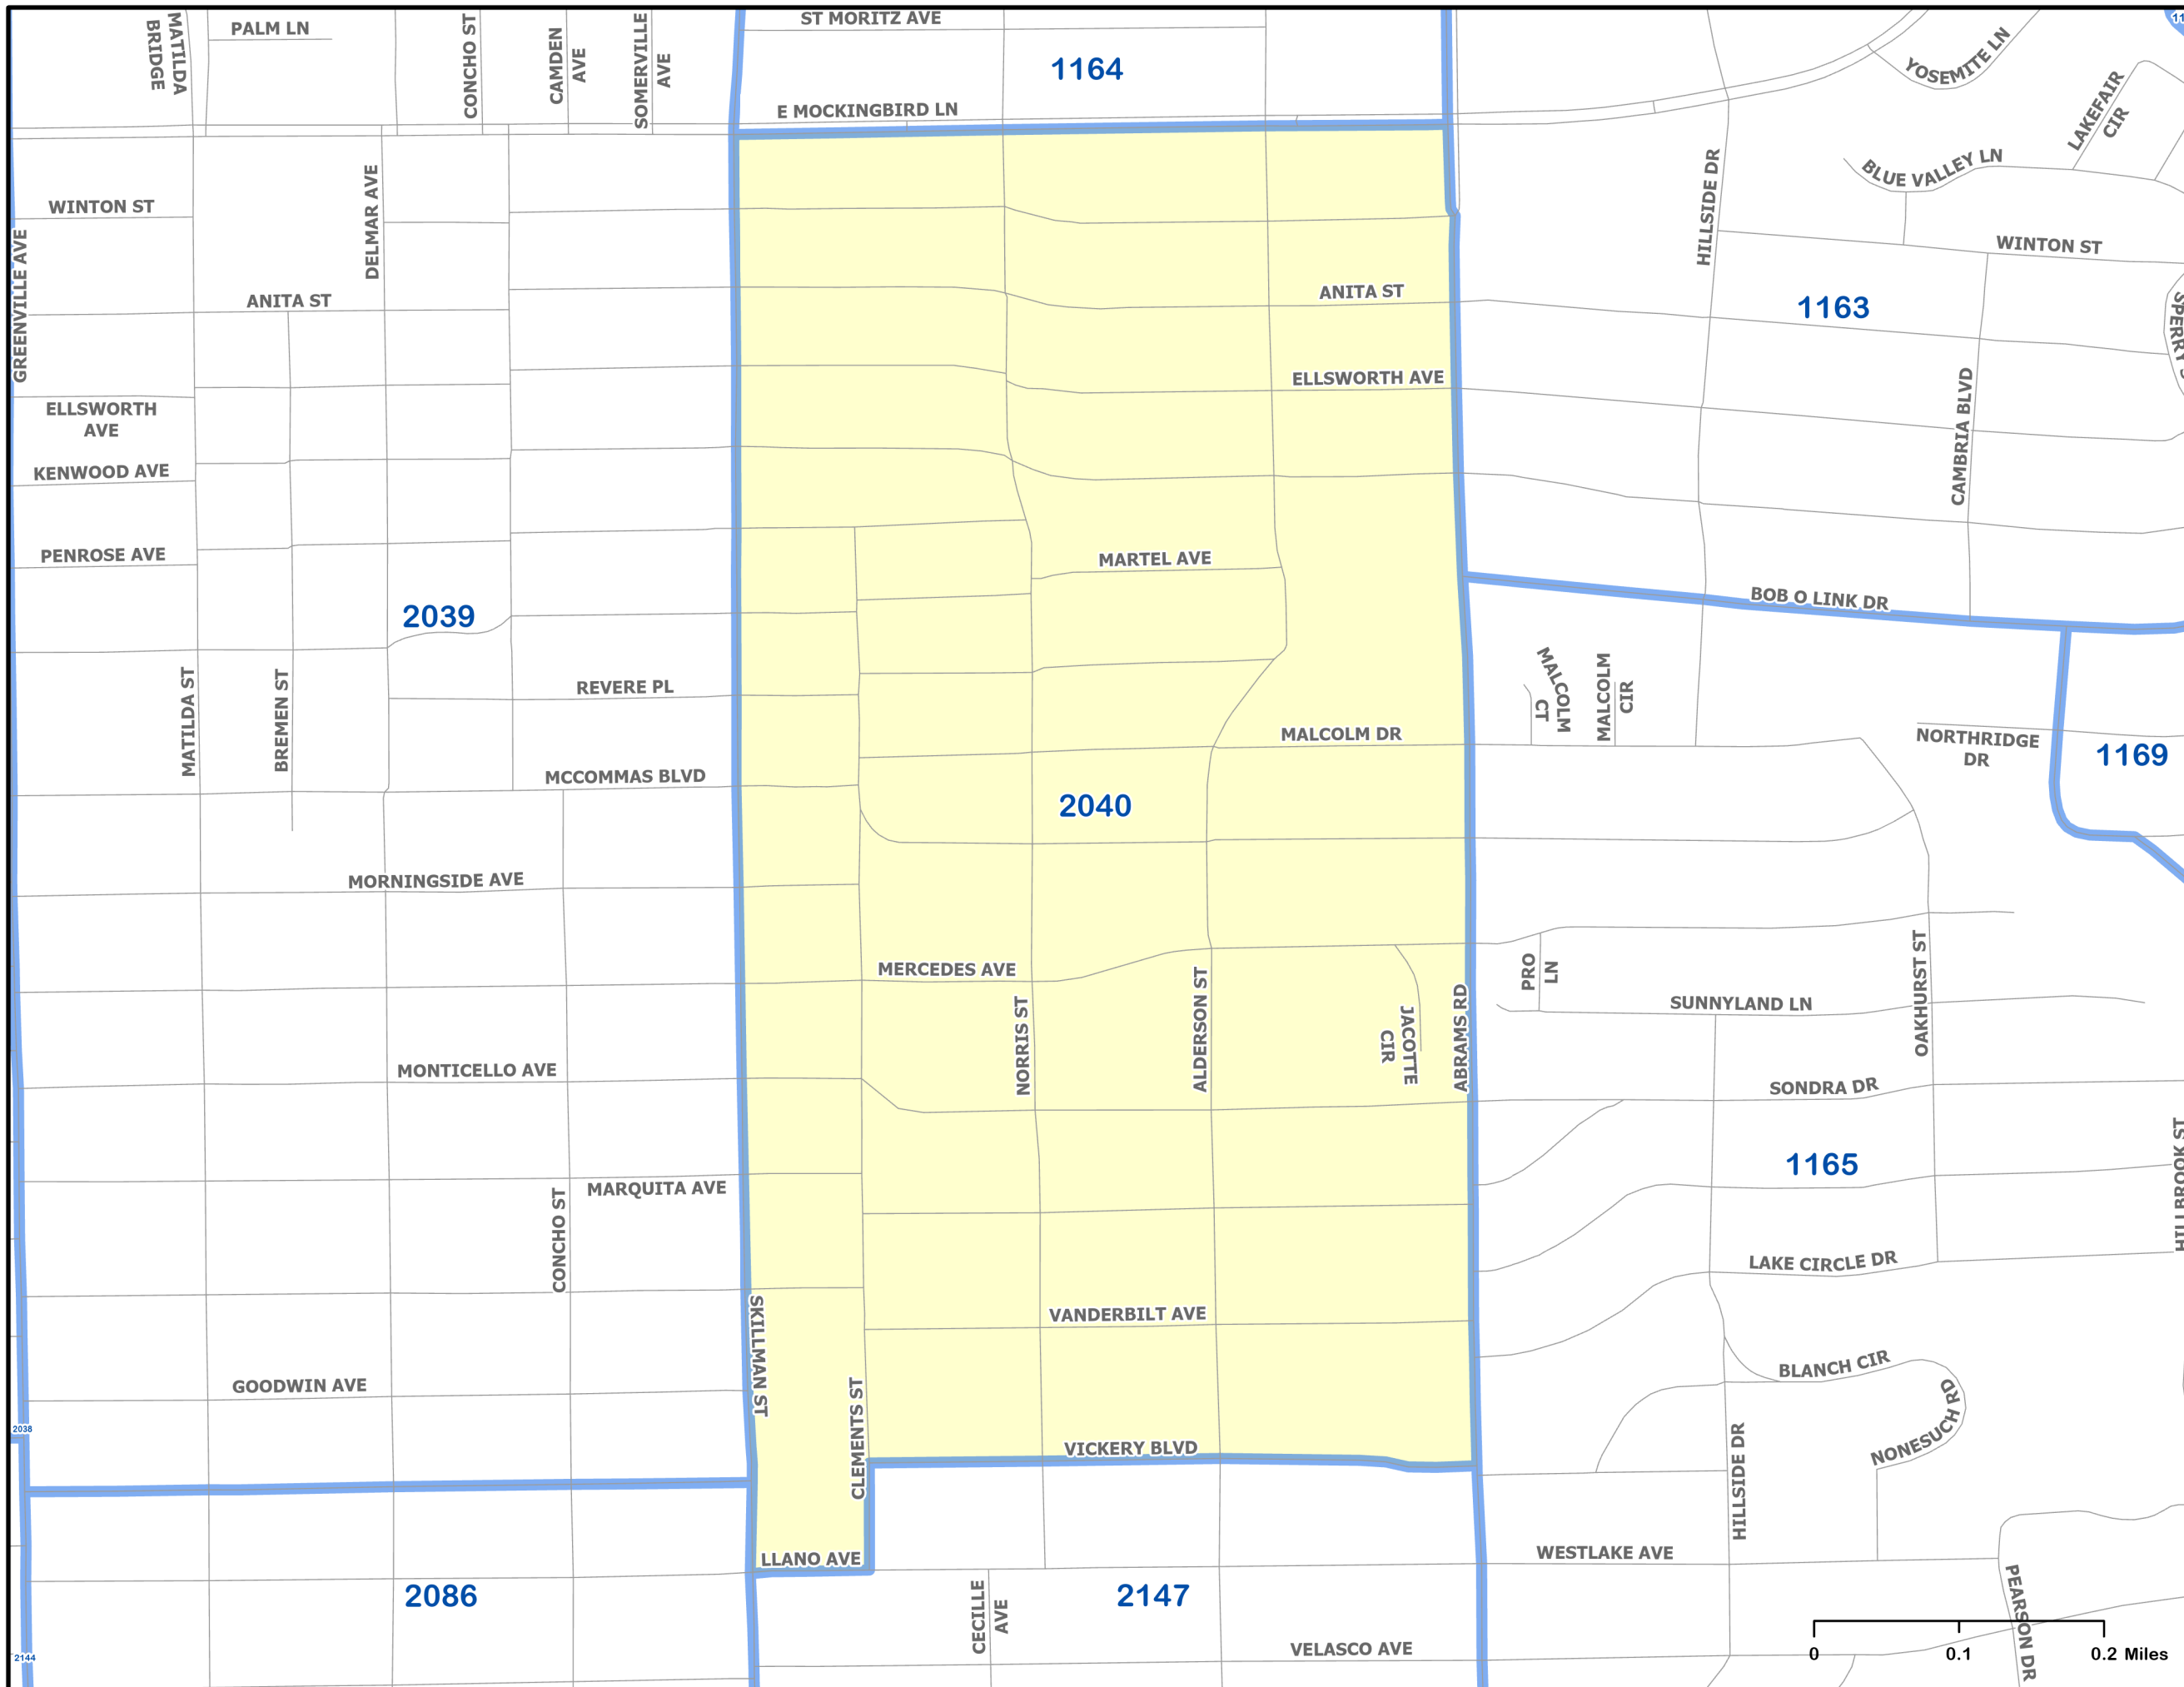 ST MORITZ AVE
PALM LN
MATILDA
BRIDGE
CONCHO ST
CAMDEN
AVE
SOMERVILLE
AVE
1164
YOSEMITE LN
LAKEFAIR
CIR
E MOCKINGBIRD LN
BLUE VALLEY LN
HILLSIDE DR
DELMAR AVE
WINTON ST
WINTON ST
GREENVILLE AVE
ANITA ST
ANITA ST
1163
ELLSWORTH AVE
ELLSWORTH
AVE
CAMBRIA BLVD
KENWOOD AVE
PENROSE AVE
MARTEL AVE
2039
BOB O LINK DR
MATILDA ST
BREMEN ST
REVERE PL
MALCOLM
CT
MALCOLM
CIR
MALCOLM DR
NORTHRIDGE
DR
1169
MCCOMMAS BLVD
2040
MORNINGSIDE AVE
MERCEDES AVE
NORRIS ST
ALDERSON ST
JACOTTE
CIR
ABRAMS RD
PRO
LN
SUNNYLAND LN
OAKHURST ST
MONTICELLO AVE
SONDRA DR
1165
HILLBROOK ST
MARQUITA AVE
CONCHO ST
LAKE CIRCLE DR
SKILLMAN ST
VANDERBILT AVE
BLANCH CIR
GOODWIN AVE
CLEMENTS ST
NONESUCH RD
2038
VICKERY BLVD
HILLSIDE DR
LLANO AVE
WESTLAKE AVE
2086
CECILLE
AVE
2147
PEARSON DR
VELASCO AVE
2144
0 0.1 0.2 Miles